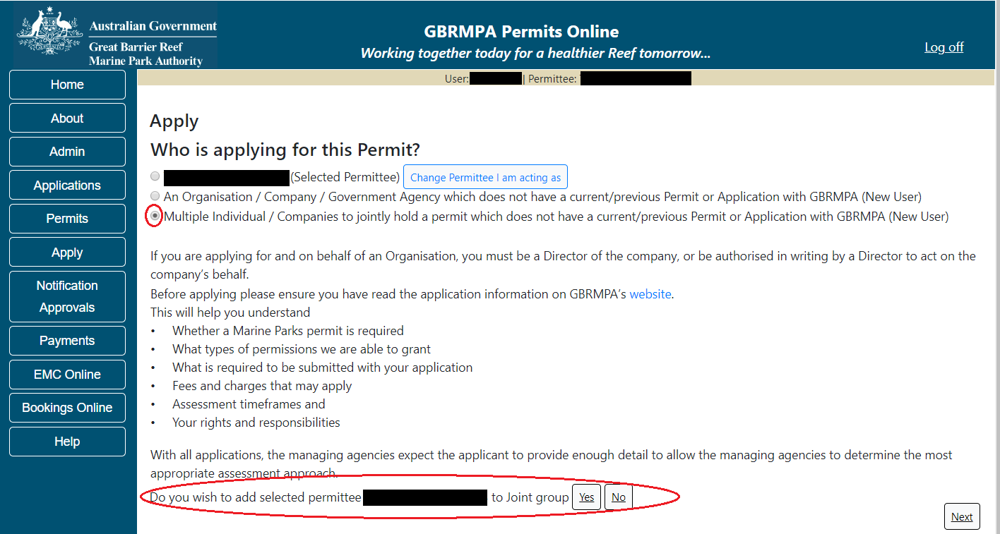 Australian Government
Great Barrier Reef
Marine Park Authority
GBRMPA Permits Online
Working together today for a healthier Reef tomorrow...
Log off
User: | Permittee:
Home
About
Admin
Applications
Permits
Apply
Notification
Approvals
Payments
EMC Online
Bookings Online
Help
Apply
Who is applying for this Permit?
(Selected Permittee) Change Permittee I am acting as
An Organisation / Company / Government Agency which does not have a current/previous Permit or Application with GBRMPA (New User)
Multiple Individual / Companies to jointly hold a permit which does not have a current/previous Permit or Application with GBRMPA (New User)
If you are applying for and on behalf of an Organisation, you must be a Director of the company, or be authorised in writing by a Director to act on the
company’s behalf.
Before applying please ensure you have read the application information on GBRMPA’s website.
This will help you understand
• Whether a Marine Parks permit is required
• What types of permissions we are able to grant
• What is required to be submitted with your application
• Fees and charges that may apply
• Assessment timeframes and
• Your rights and responsibilities
With all applications, the managing agencies expect the applicant to provide enough detail to allow the managing agencies to determine the most
appropriate assessment approach.
Do you wish to add selected permittee to Joint group Yes No
Next